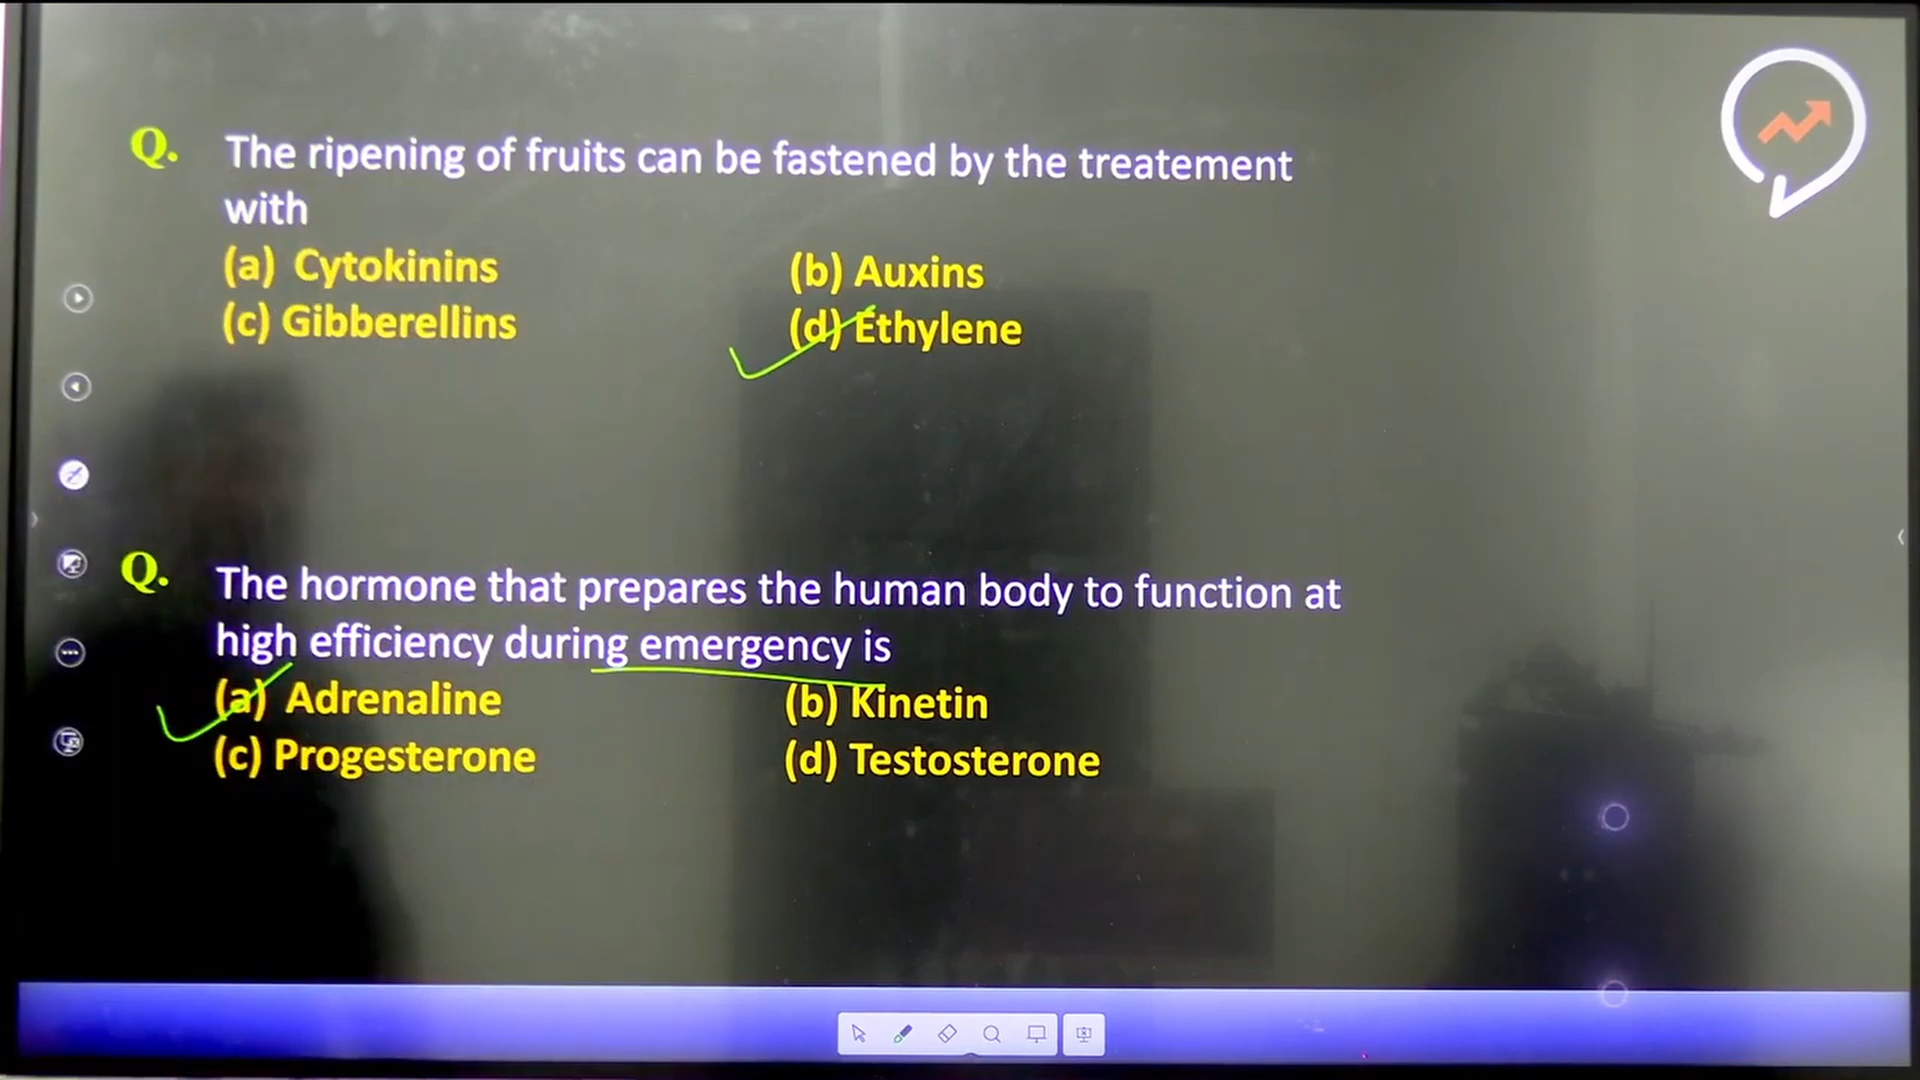 Q. The ripening of fruits can be fastened by the treatement
with
(a) Cytokinins (b) Auxins
(c) Gibberellins (d) Ethylene
Q. The hormone that prepares the human body to function at
high efficiency during emergency is
(a) Adrenaline (b) Kinetin
(c) Progesterone (d) Testosterone